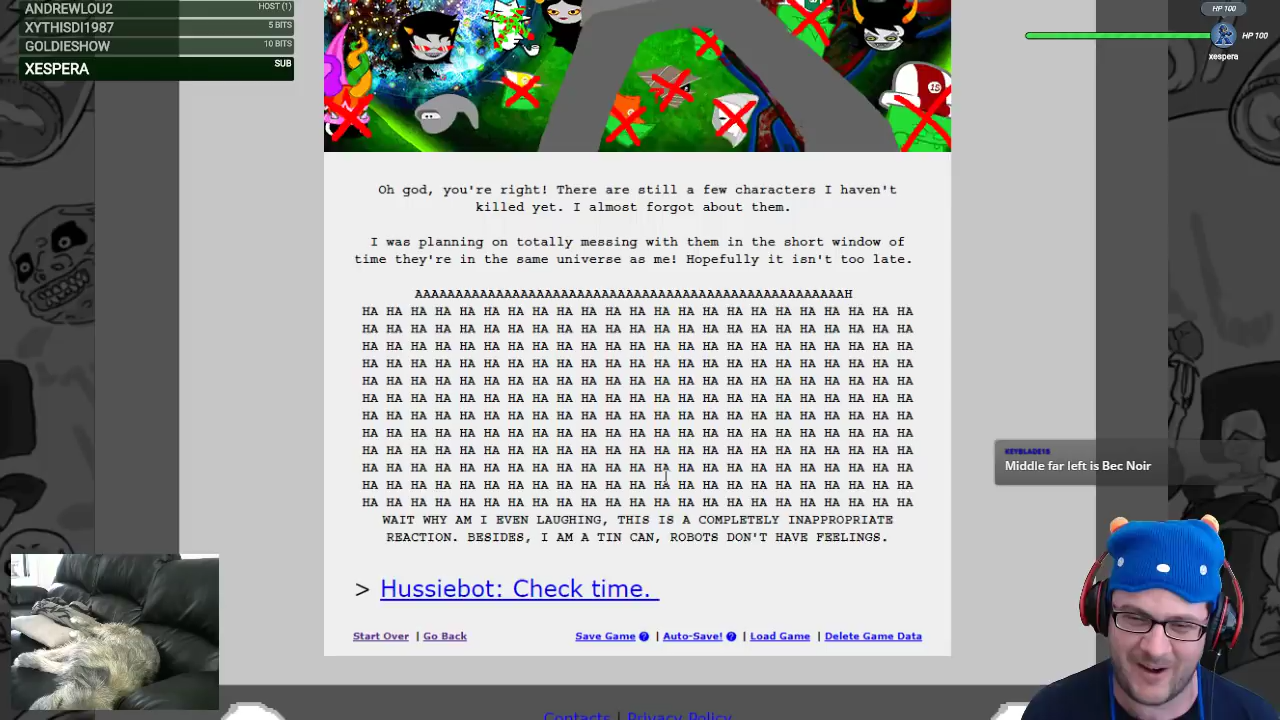 ANDREWLOU2 HOST (1)
XYTHISDI1987 5 BITS
GOLDIESHOW 10 BITS
XESPERA SUB
HP 100
HP 100
xespera
15
Oh god, you're right! There are still a few characters I haven't
killed yet. I almost forgot about them.
I was planning on totally messing with them in the short window of
time they're in the same universe as me! Hopefully it isn't too late.
AAAAAAAAAAAAAAAAAAAAAAAAAAAAAAAAAAAAAAAAAAAAAAAAAAAAAH
HA HA HA HA HA HA HA HA HA HA HA HA HA HA HA HA HA HA HA HA HA HA HA
HA HA HA HA HA HA HA HA HA HA HA HA HA HA HA HA HA HA HA HA HA HA HA
HA HA HA HA HA HA HA HA HA HA HA HA HA HA HA HA HA HA HA HA HA HA HA
HA HA HA HA HA HA HA HA HA HA HA HA HA HA HA HA HA HA HA HA HA HA HA
HA HA HA HA HA HA HA HA HA HA HA HA HA HA HA HA HA HA HA HA HA HA HA
HA HA HA HA HA HA HA HA HA HA HA HA HA HA HA HA HA HA HA HA HA HA HA
HA HA HA HA HA HA HA HA HA HA HA HA HA HA HA HA HA HA HA HA HA HA HA
HA HA HA HA HA HA HA HA HA HA HA HA HA HA HA HA HA HA HA HA HA HA HA
HA HA HA HA HA HA HA HA HA HA HA HA HA HA HA HA HA HA HA HA HA HA HA
HA HA HA HA HA HA HA HA HA HA HA HA HA HA HA HA HA HA HA HA HA HA HA
HA HA HA HA HA HA HA HA HA HA HA HA HA HA HA HA HA HA HA HA HA HA HA
HA HA HA HA HA HA HA HA HA HA HA HA HA HA HA HA HA HA HA HA HA HA HA
WAIT WHY AM I EVEN LAUGHING, THIS IS A COMPLETELY INAPPROPRIATE
REACTION. BESIDES, I AM A TIN CAN, ROBOTS DON'T HAVE FEELINGS.
KEYBLADE15
Middle far left is Bec Noir
> Hussiebot: Check time.
Start Over | Go Back Save Game ? | Auto-Save! ? | Load Game | Delete Game Data
Contacts | Privacy Policy